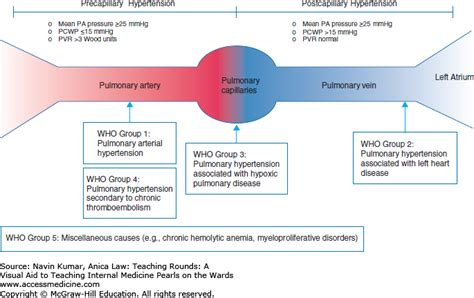 Precapillary Hypertension
Postcapillary Hypertension
• Mean PA pressure ≥25 mmHg
• PCWP ≤15 mmHg
• PVR >3 Wood units
• Mean PA pressure ≥25 mmHg
• PCWP >15 mmHg
• PVR normal
Pulmonary artery
Pulmonary
capillaries
Pulmonary vein
Left Atrium
WHO Group 1:
Pulmonary arterial
hypertension
WHO Group 4:
Pulmonary hypertension
secondary to chronic
thromboembolism
WHO Group 3:
Pulmonary hypertension
associated with hypoxic
pulmonary disease
WHO Group 2:
Pulmonary hypertension
associated with left heart
disease
WHO Group 5: Miscellaneous causes (e.g., chronic hemolytic anemia, myeloproliferative disorders)
Source: Navin Kumar, Anica Law: Teaching Rounds: A
Visual Aid to Teaching Internal Medicine Pearls on the Wards
www.accessmedicine.com
Copyright © McGraw-Hill Education. All rights reserved.